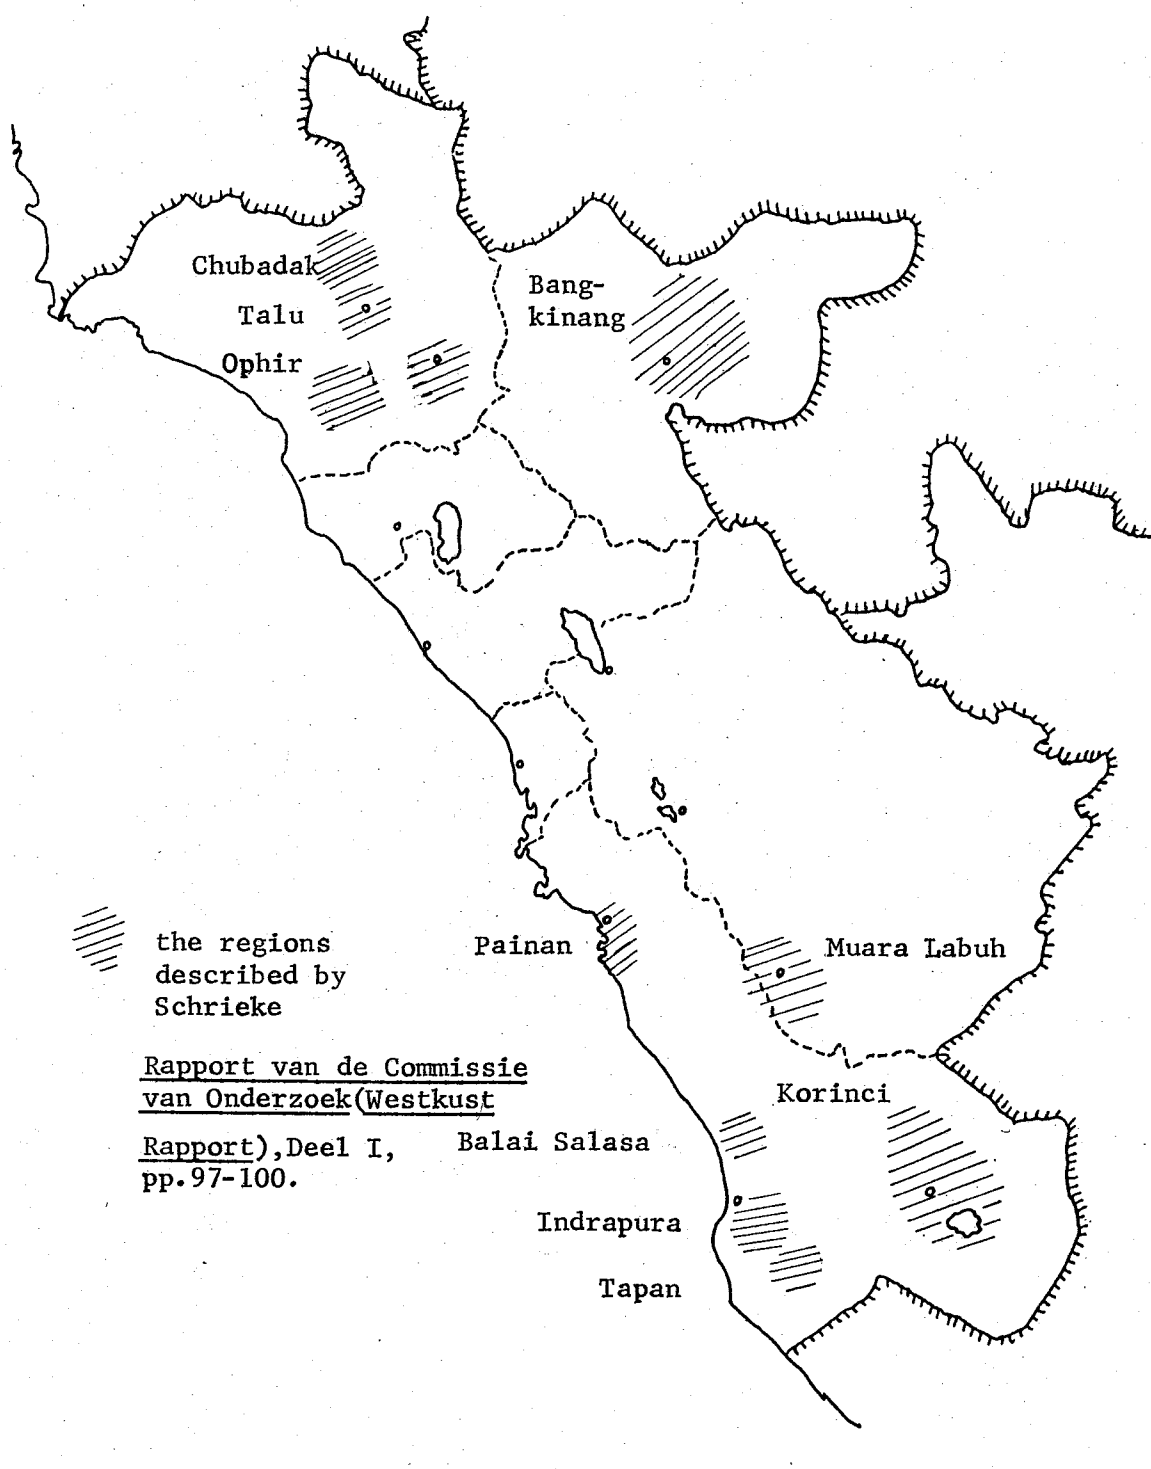 Chubadak
Talu
Ophir
Bang-
kinang
Painan
Muara Labuh
the regions
described by
Schrieke
Rapport van de Commissie
van Onderzoek(Westkust
Rapport),Deel I,
pp.97-100.
Korinci
Balai Salasa
Indrapura
Tapan